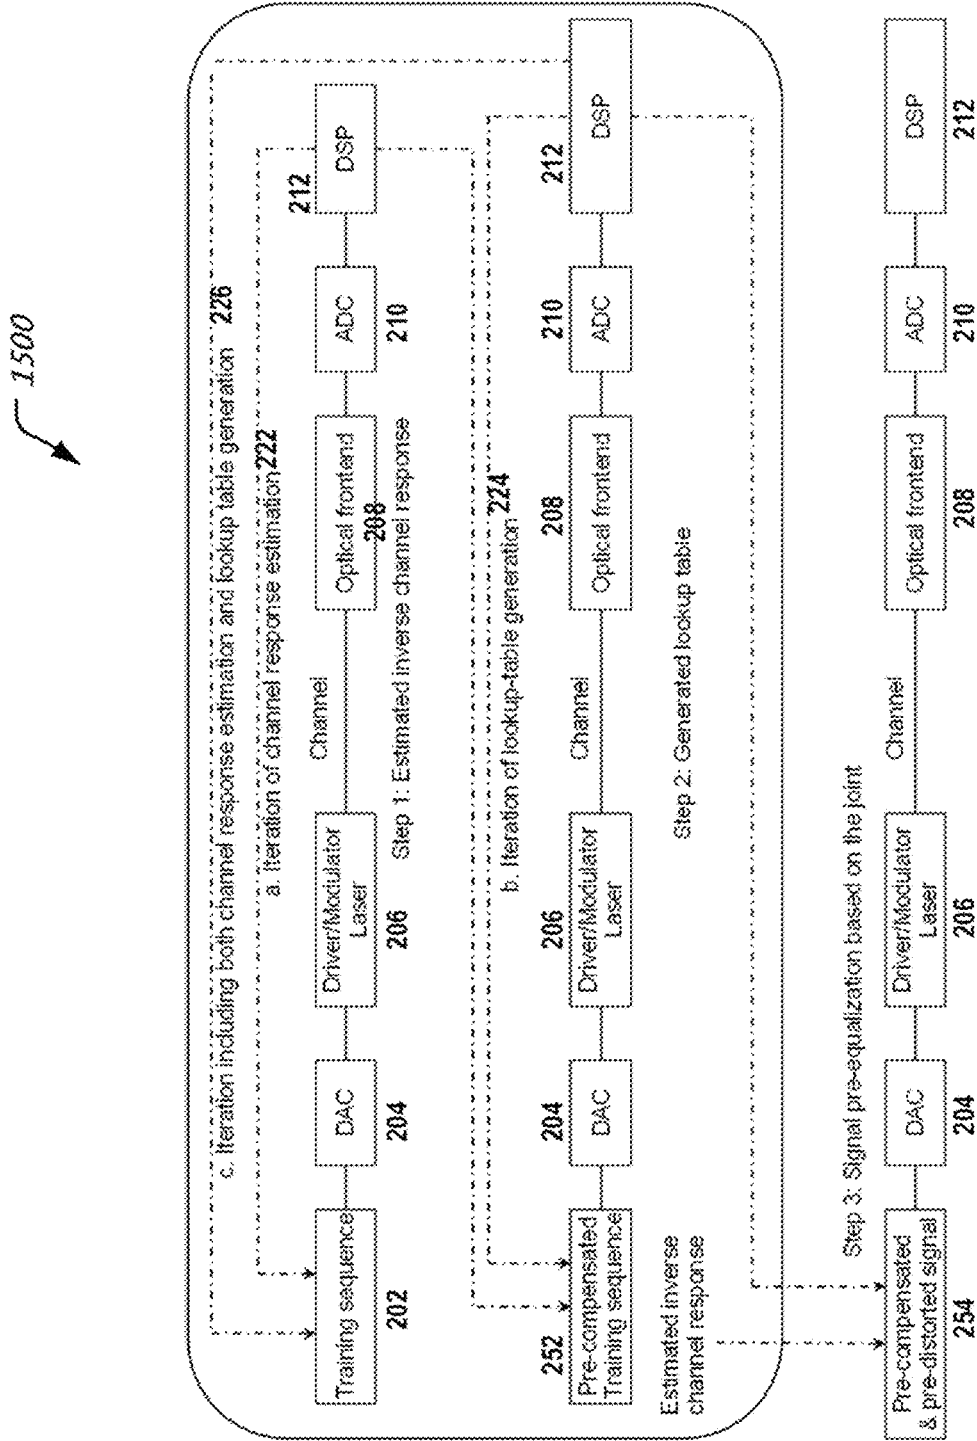 1500
c. Iteration including both channel response estimation and lookup table generation
226
a. Iteration of channel response estimation
222
Training sequence
202
DAC
204
Driver/Modulator
Laser
206
Channel
Optical frontend
208
ADC
210
DSP
212
Step 1: Estimated inverse channel response
b. Iteration of lookup-table generation
224
Pre-compensated
Training sequence
252
DAC
204
Driver/Modulator
Laser
206
Channel
Optical frontend
208
ADC
210
DSP
212
Estimated inverse
channel response
Step 2: Generated lookup table
Step 3: Signal pre-equalization based on the joint
Pre-compensated
& pre-distorted signal
254
DAC
204
Driver/Modulator
Laser
206
Channel
Optical frontend
208
ADC
210
DSP
212